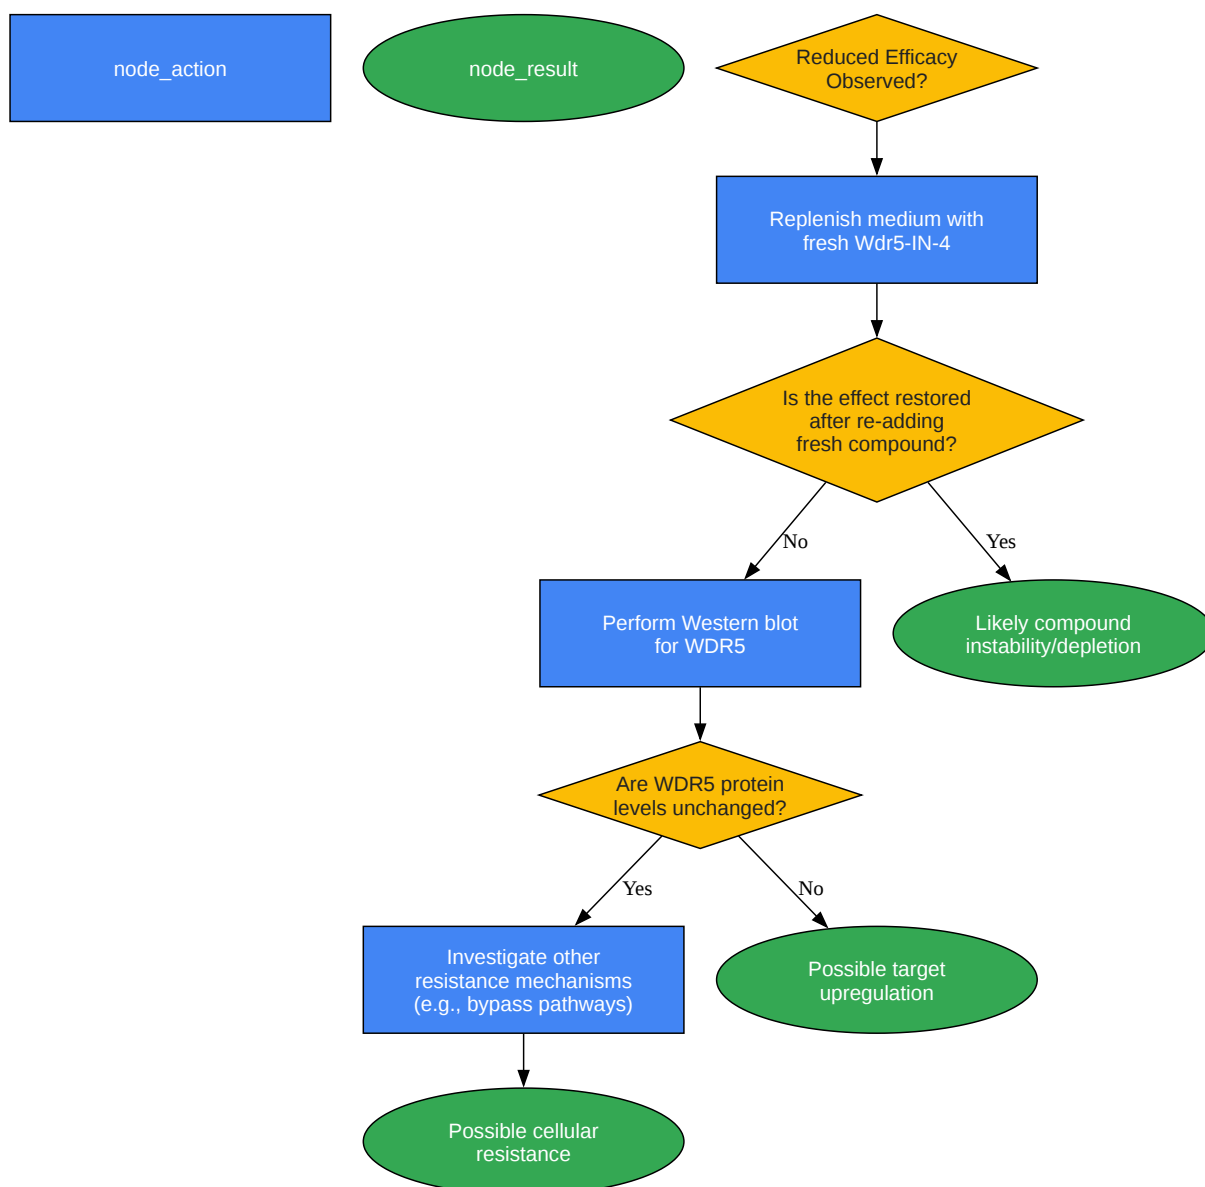 node_action
node_result
Reduced Efficacy
Observed?
Replenish medium with
fresh Wdr5-IN-4
Is the effect restored
after re-adding
fresh compound?
No
Yes
Perform Western blot
for WDR5
Likely compound
instability/depletion
Are WDR5 protein
levels unchanged?
Yes
No
Investigate other
resistance mechanisms
(e.g., bypass pathways)
Possible target
upregulation
Possible cellular
resistance